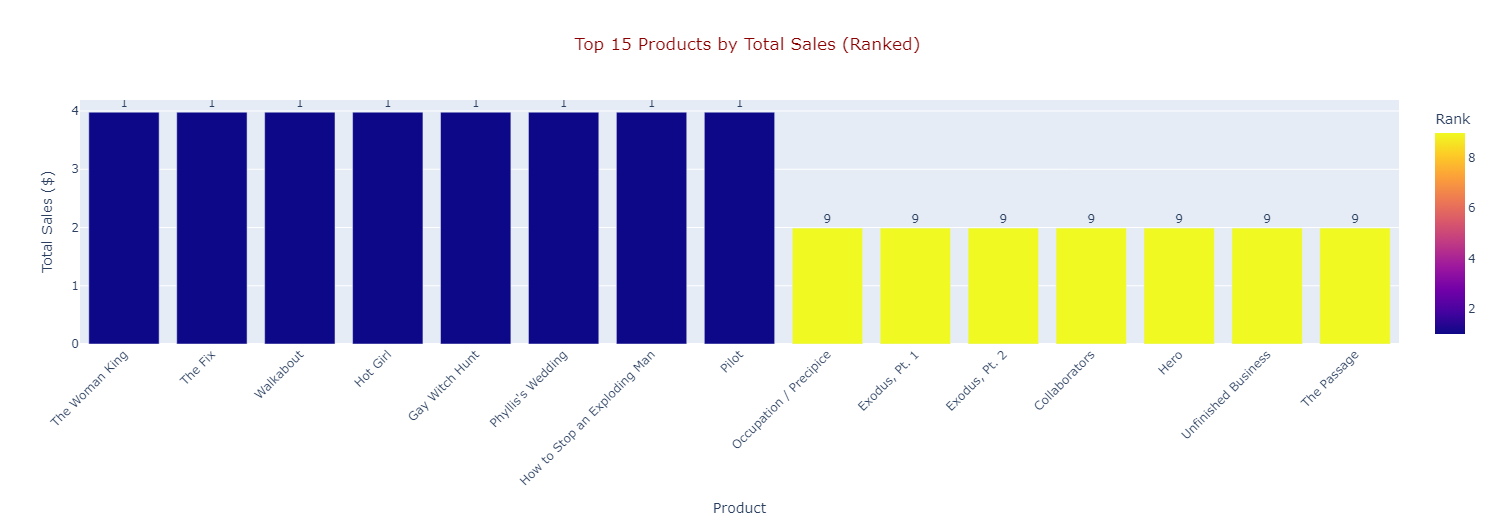 Top 15 Products by Total Sales (Ranked)
Total Sales ($)
4
3
2
1
0
1 1 1 1 1 1 1 1
9 9 9 9 9 9 9
The Woman King
The Fix
Walkabout
Hot Girl
Gay Witch Hunt
Phyllis's Wedding
How to Stop an Exploding Man
Pilot
Occupation / Precipice
Exodus, Pt. 1
Exodus, Pt. 2
Collaborators
Hero
Unfinished Business
The Passage
Product
Rank
8
6
4
2